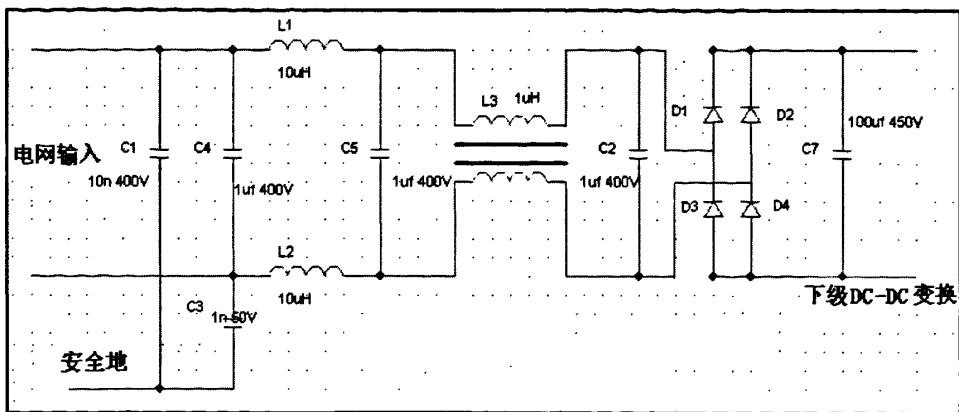 L1
10uH
L3 1uH
D1
D2
电网输入
C1
C4
C5
C2
C7
100uf 450V
10n 400V
1uf 400V
1uf 400V
1uf 400V
D3
D4
L2
10uH
C3
1n 50V
下级DC-DC变换
安全地